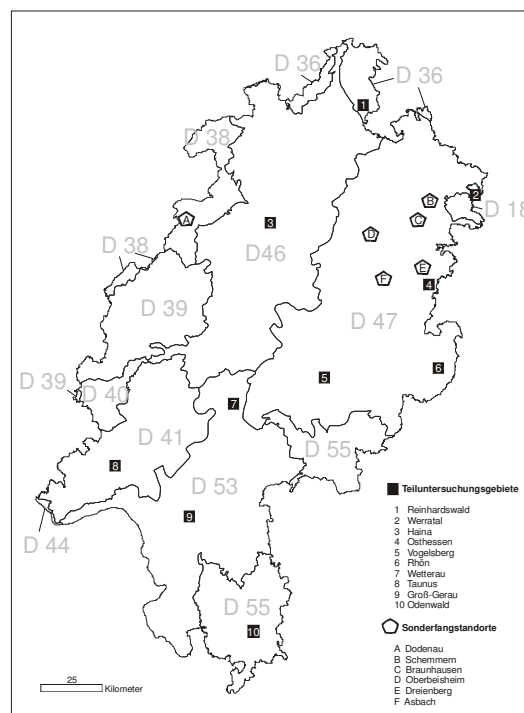 D 36
D 36
1
D 38
2
B
A
C
D 18
3
D
D46
D 38
E
F
4
D 39
D 47
6
5
D 39
D 40
7
D 41
D 55
8
D 53
Teiluntersuchungsgebiete
9
1 Reinhardswald
2 Werratal
D 44
3 Haina
4 Osthessen
5 Vogelsberg
6 Rhön
7 Wetterau
8 Taunus
9 Groß-Gerau
10 Odenwald
D 55
10
Sonderfangstandorte
A Dodenau
B Schemmern
C Braunhausen
D Oberbeisheim
E Dreienberg
F Asbach
25
Kilometer